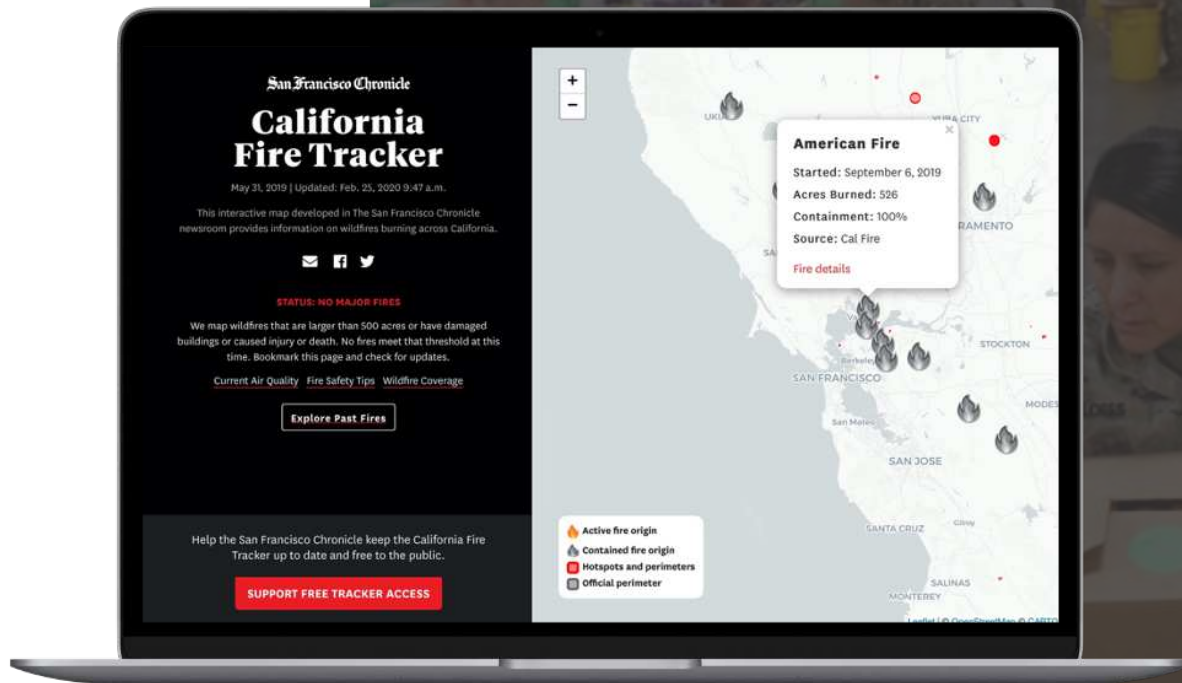 San Francisco Chronicle
California
Fire Tracker
May 31, 2019 | Updated: Feb. 25, 2020 9:47 a.m.
This interactive map developed in The San Francisco Chronicle
newsroom provides information on wildfires burning across California.
STATUS: NO MAJOR FIRES
We map wildfires that are larger than 500 acres or have damaged
buildings or caused injury or death. No fires meet that threshold at this
time. Bookmark this page and check for updates.
Current Air Quality Fire Safety Tips Wildfire Coverage
Explore Past Fires
Help the San Francisco Chronicle keep the California Fire
Tracker up to date and free to the public.
SUPPORT FREE TRACKER ACCESS
+
−
YUBA CITY
×
American Fire
Started: September 6, 2019
Acres Burned: 526
Containment: 100%
Source: Cal Fire
Fire details
RAMENTO
STOCKTON
Berkeley
SAN FRANCISCO
MODES
San Mateo
SAN JOSE
SANTA CRUZ
Gilroy
SALINAS
MONTEREY
Active fire origin
Contained fire origin
Hotspots and perimeters
Official perimeter
Leaflet | © OpenStreetMap © CARTO